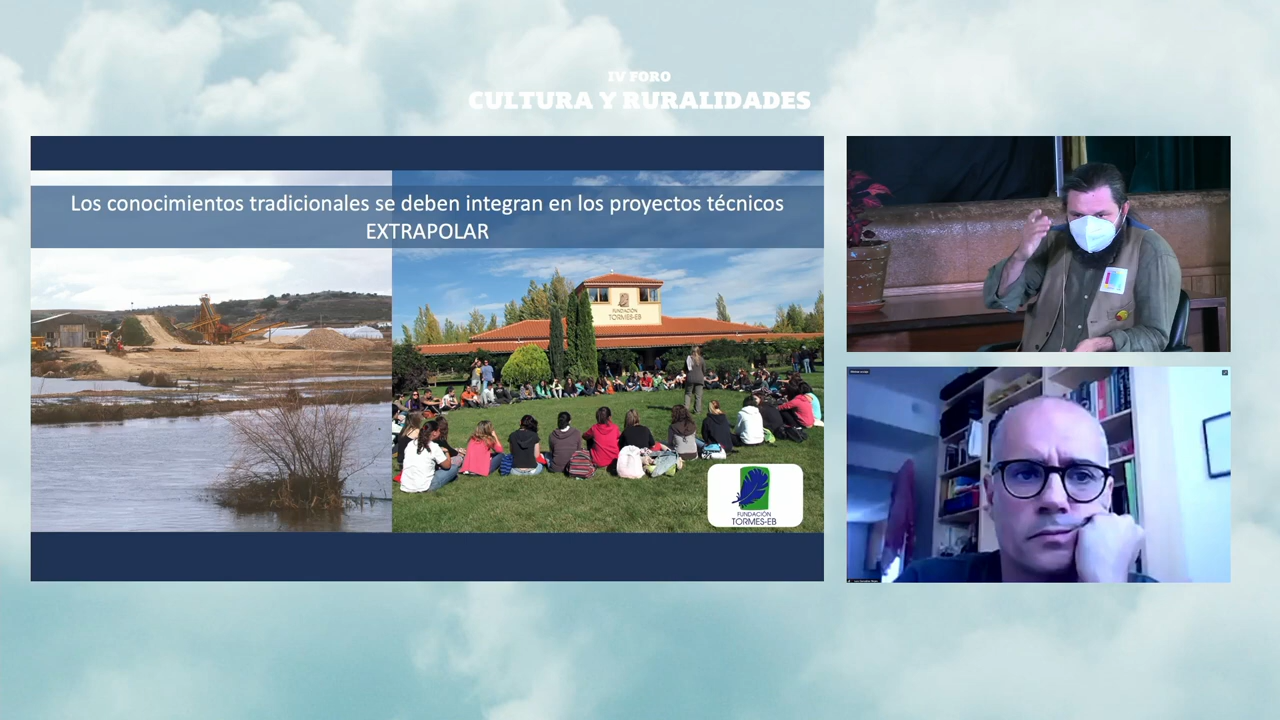 IV FORO
CULTURA Y RURALIDADES
Los conocimientos tradicionales se deben integran en los proyectos técnicos
EXTRAPOLAR
FUNDACIÓN
TORMES-EB
FUNDACIÓN
TORMES-EB